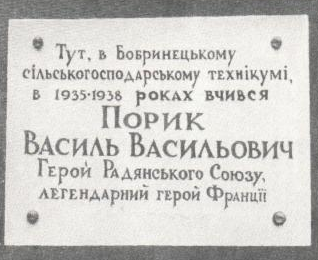 Тут, в Бобринецькому
сільськогосподарському технікумі,
в 1935-1938 роках вчився
Порик
Василь Васильович
Герой Радянського Союзу,
легендарний герой Франції